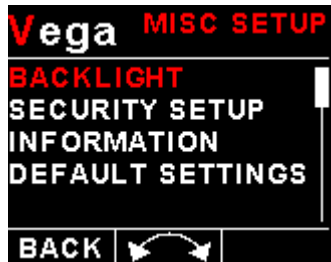 Vega MISC SETUP
BACKLIGHT
SECURITY SETUP
INFORMATION
DEFAULT SETTINGS
BACK